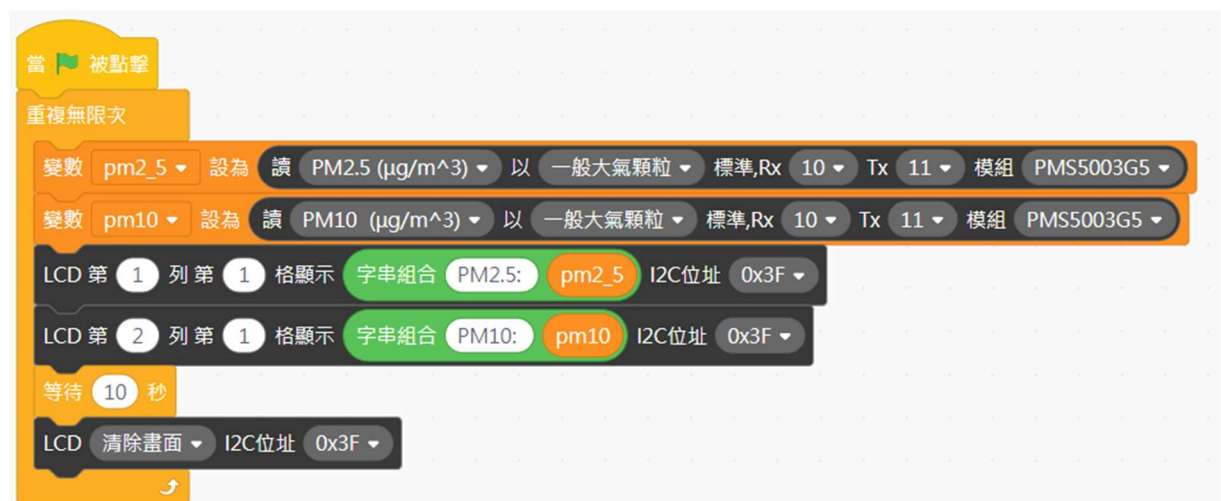 當 被點擊
重複無限次
變數 pm2_5 設為 讀 PM2.5 (μg/m^3) 以 一般大氣顆粒 標準,Rx 10 Tx 11 模組 PMS5003G5
變數 pm10 設為 讀 PM10 (μg/m^3) 以 一般大氣顆粒 標準,Rx 10 Tx 11 模組 PMS5003G5
LCD 第 1 列 第 1 格顯示 字串組合 PM2.5: pm2_5 I2C位址 0x3F
LCD 第 2 列 第 1 格顯示 字串組合 PM10: pm10 I2C位址 0x3F
等待 10 秒
LCD 清除畫面 I2C位址 0x3F